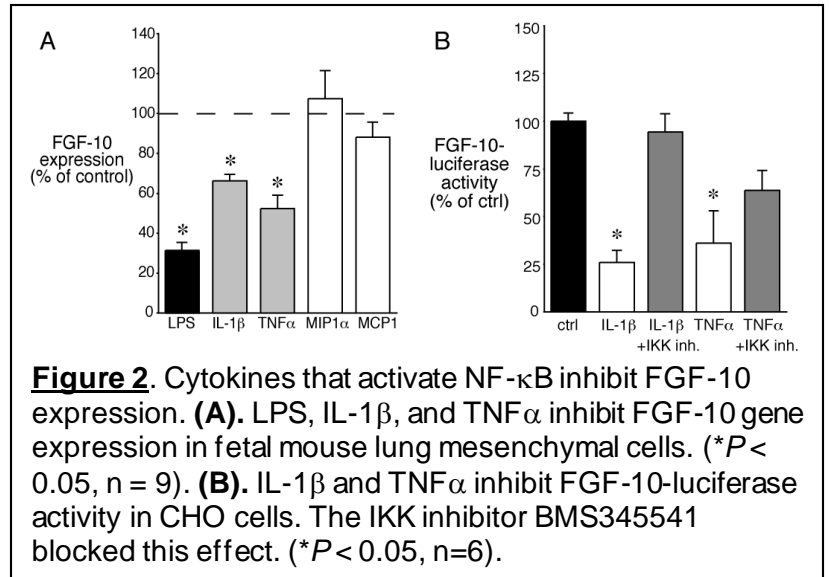 A
FGF-10
expression
(% of control)
140
120
100
80
60
40
20
0
*
*
*
LPS IL-1β TNFα MIP1α MCP1
B
FGF-10-
luciferase
activity
(% of ctrl)
150
125
100
75
50
25
0
*
*
ctrl IL-1β IL-1β TNFα TNFα
+IKK inh. +IKK inh.
Figure 2. Cytokines that activate NF-κB inhibit FGF-10
expression. (A). LPS, IL-1β, and TNFα inhibit FGF-10 gene
expression in fetal mouse lung mesenchymal cells. (*P<
0.05, n = 9). (B). IL-1β and TNFα inhibit FGF-10-luciferase
activity in CHO cells. The IKK inhibitor BMS345541
blocked this effect. (*P< 0.05, n=6).